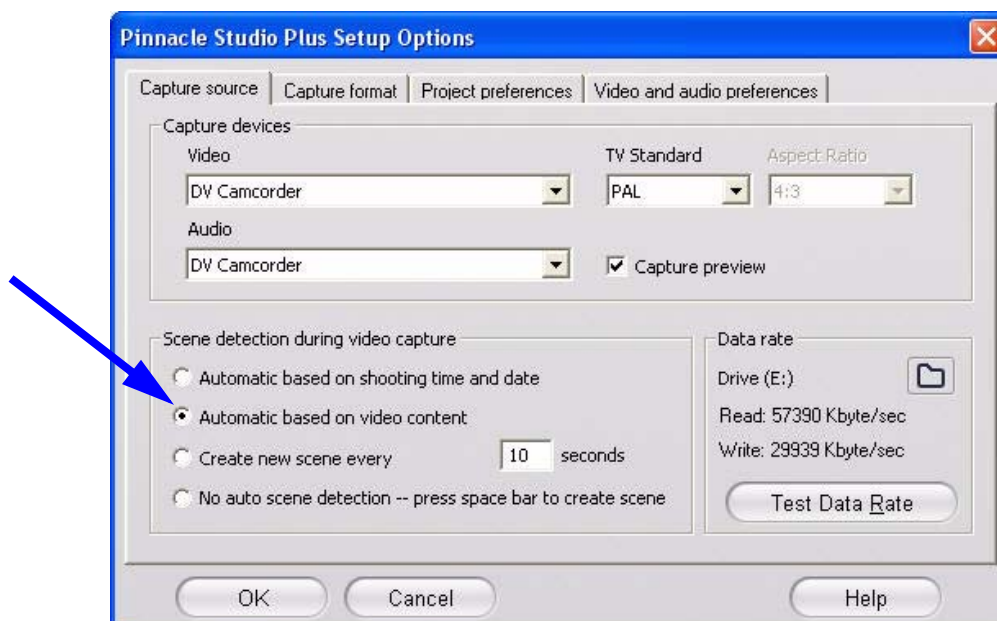 Pinnacle Studio Plus Setup Options
Capture source Capture format Project preferences Video and audio preferences
Capture devices
Video TV Standard Aspect Ratio
DV Camcorder PAL 4:3
Audio
DV Camcorder Capture preview
Scene detection during video capture Data rate
Automatic based on shooting time and date Drive (E:)
Automatic based on video content Read: 57390 Kbyte/sec
Create new scene every 10 seconds Write: 29939 Kbyte/sec
No auto scene detection -- press space bar to create scene Test Data Rate
OK Cancel Help